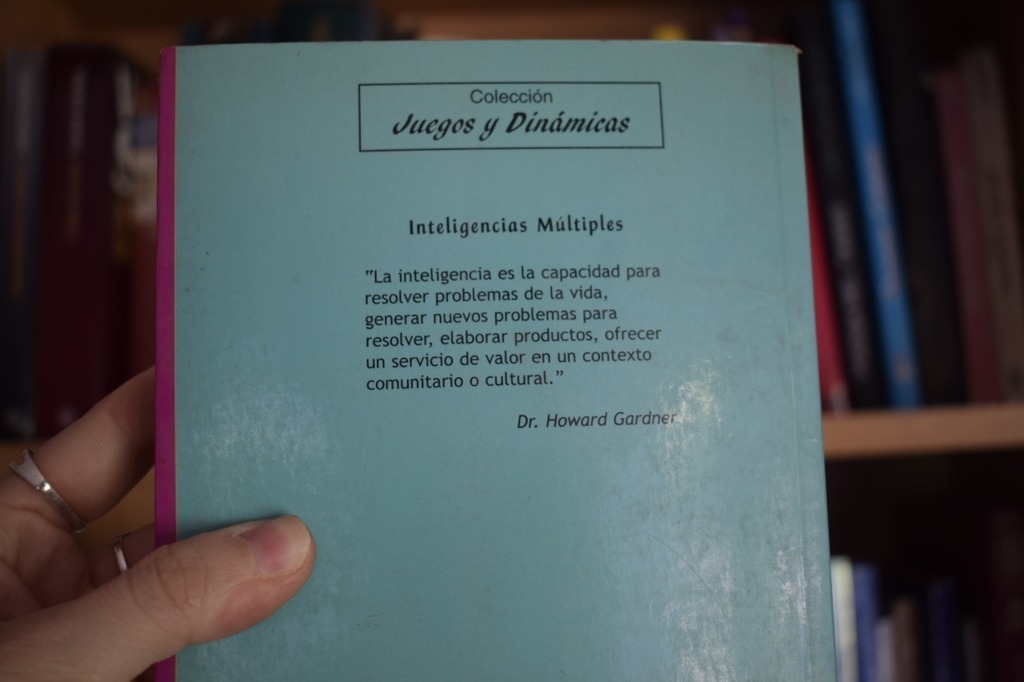 Colección
Juegos y Dinámicas
Inteligencias Múltiples
"La inteligencia es la capacidad para
resolver problemas de la vida,
generar nuevos problemas para
resolver, elaborar productos, ofrecer
un servicio de valor en un contexto
comunitario o cultural."
Dr. Howard Gardner